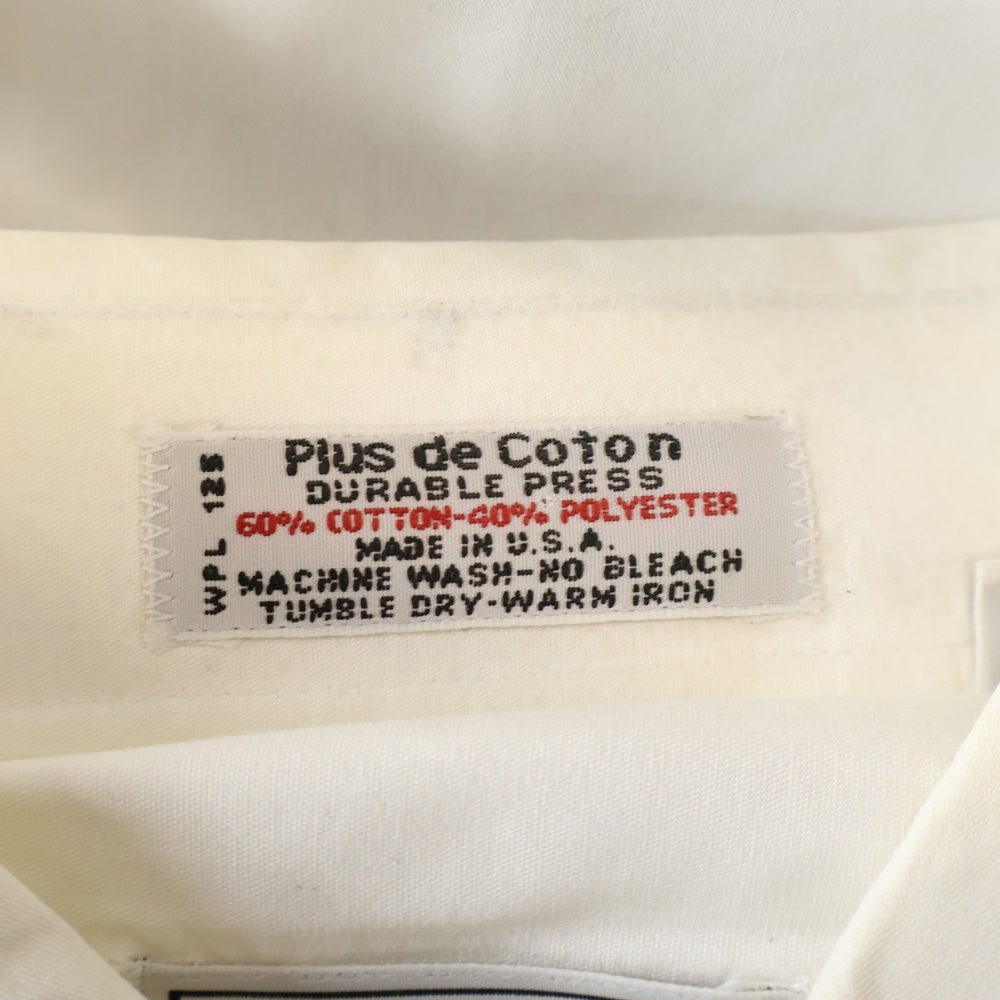 Plus de Coton
DURABLE PRESS
60% COTTON-40% POLYESTER
MADE IN U.S.A.
MACHINE WASH-NO BLEACH
TUMBLE DRY-WARM IRON
WPL 125